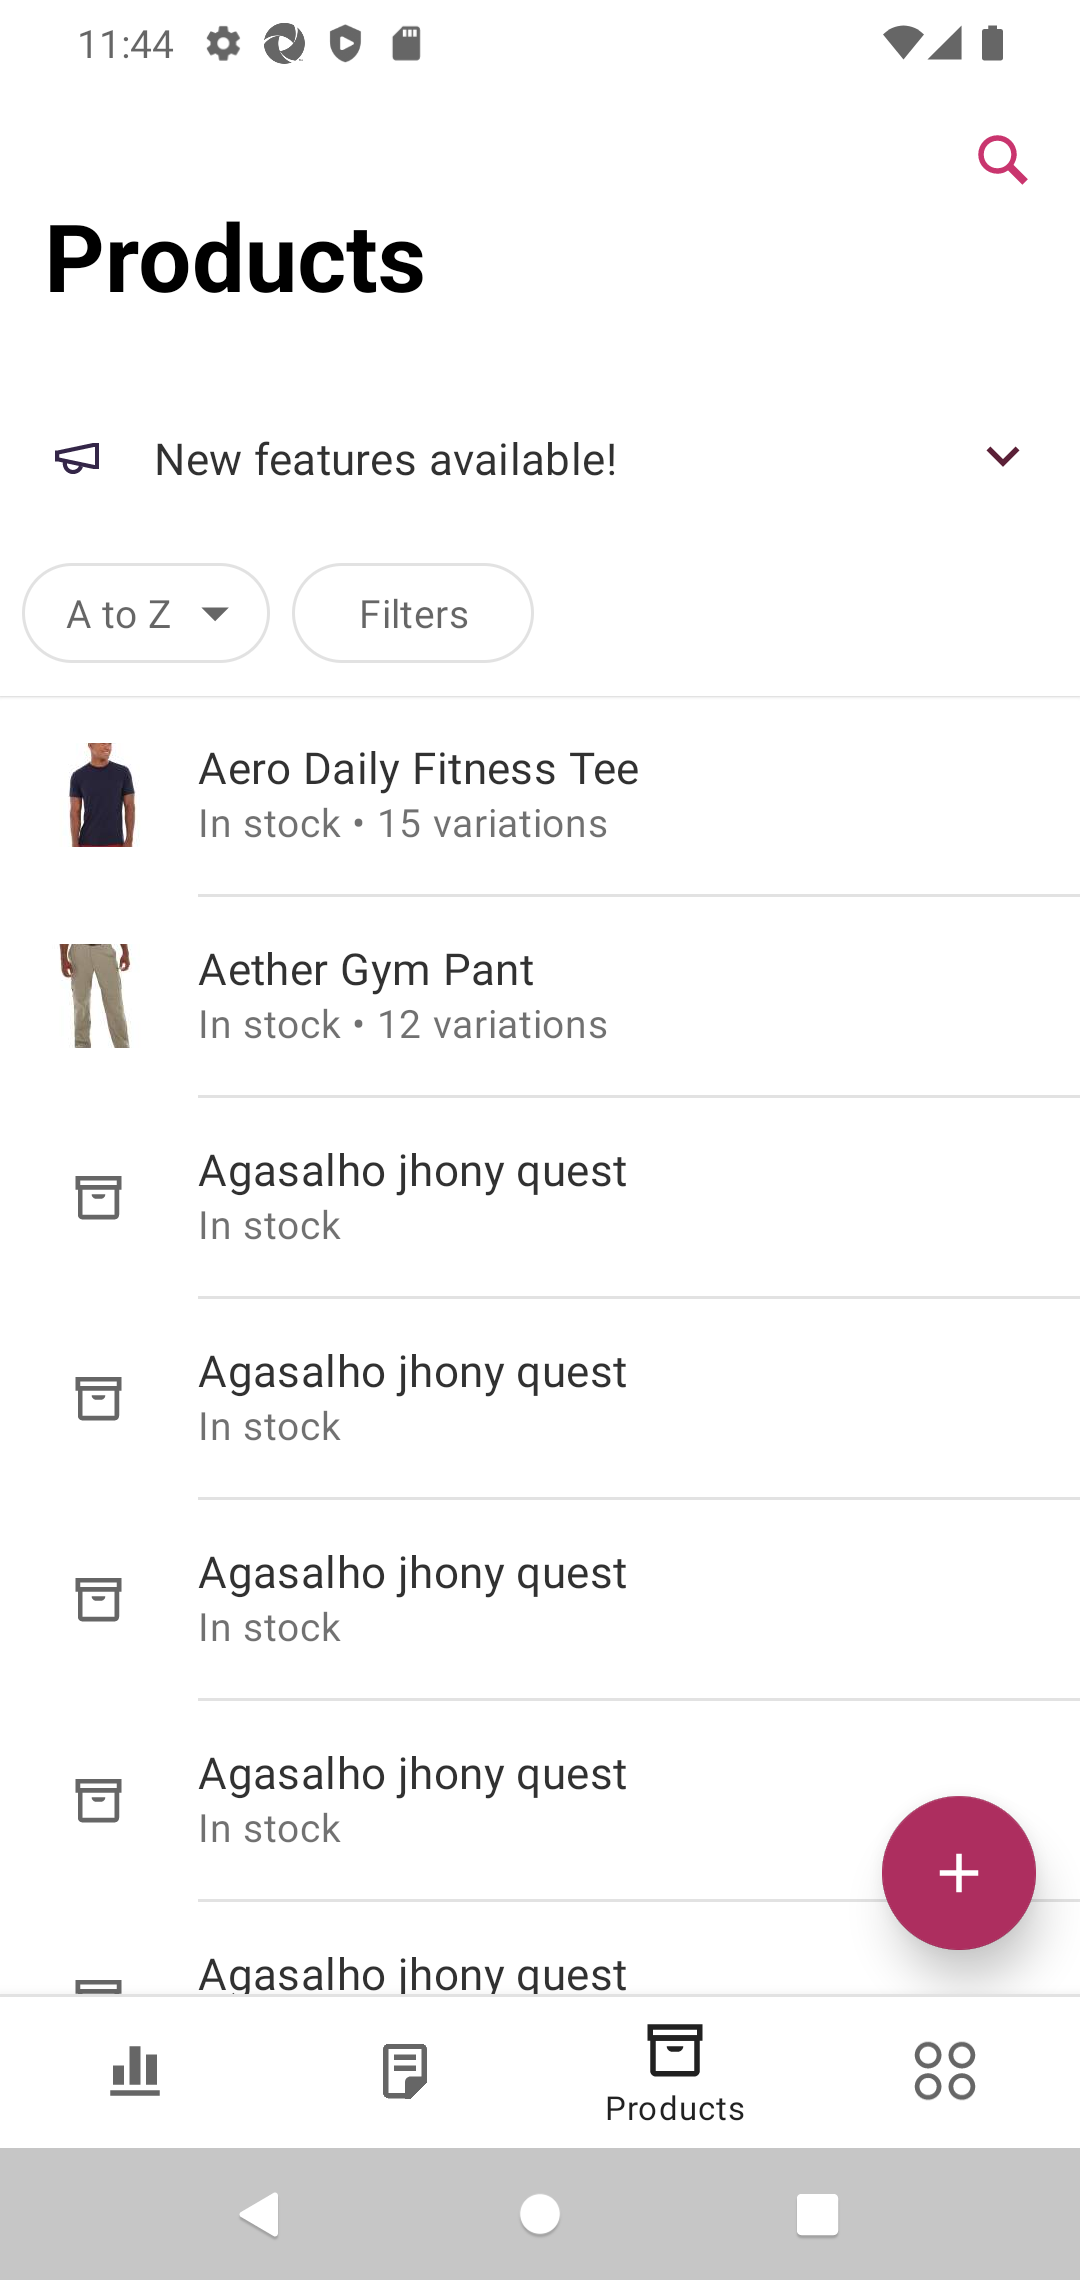 11:44
Products
New features available!
A to Z
Filters
Aero Daily Fitness Tee
In stock • 15 variations
Aether Gym Pant
In stock • 12 variations
Agasalho jhony quest
In stock
Agasalho jhony quest
In stock
Agasalho jhony quest
In stock
Agasalho jhony quest
In stock
Agasalho jhony quest
Products